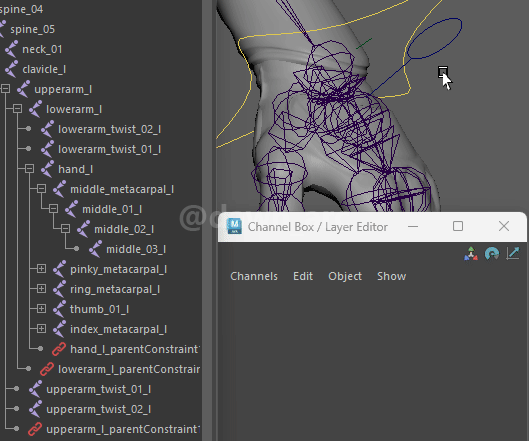 spine_04
spine_05
neck_01
clavicle_l
upperarm_l
lowerarm_l
lowerarm_twist_02_l
lowerarm_twist_01_l
hand_l
middle_metacarpal_l
middle_01_l
middle_02_l
middle_03_l
pinky_metacarpal_l
ring_metacarpal_l
thumb_01_l
index_metacarpal_l
hand_l_parentConstraint
lowerarm_l_parentConstrair
upperarm_twist_01_l
upperarm_twist_02_l
upperarm_l_parentConstraint
Channel Box / Layer Editor
Channels Edit Object Show